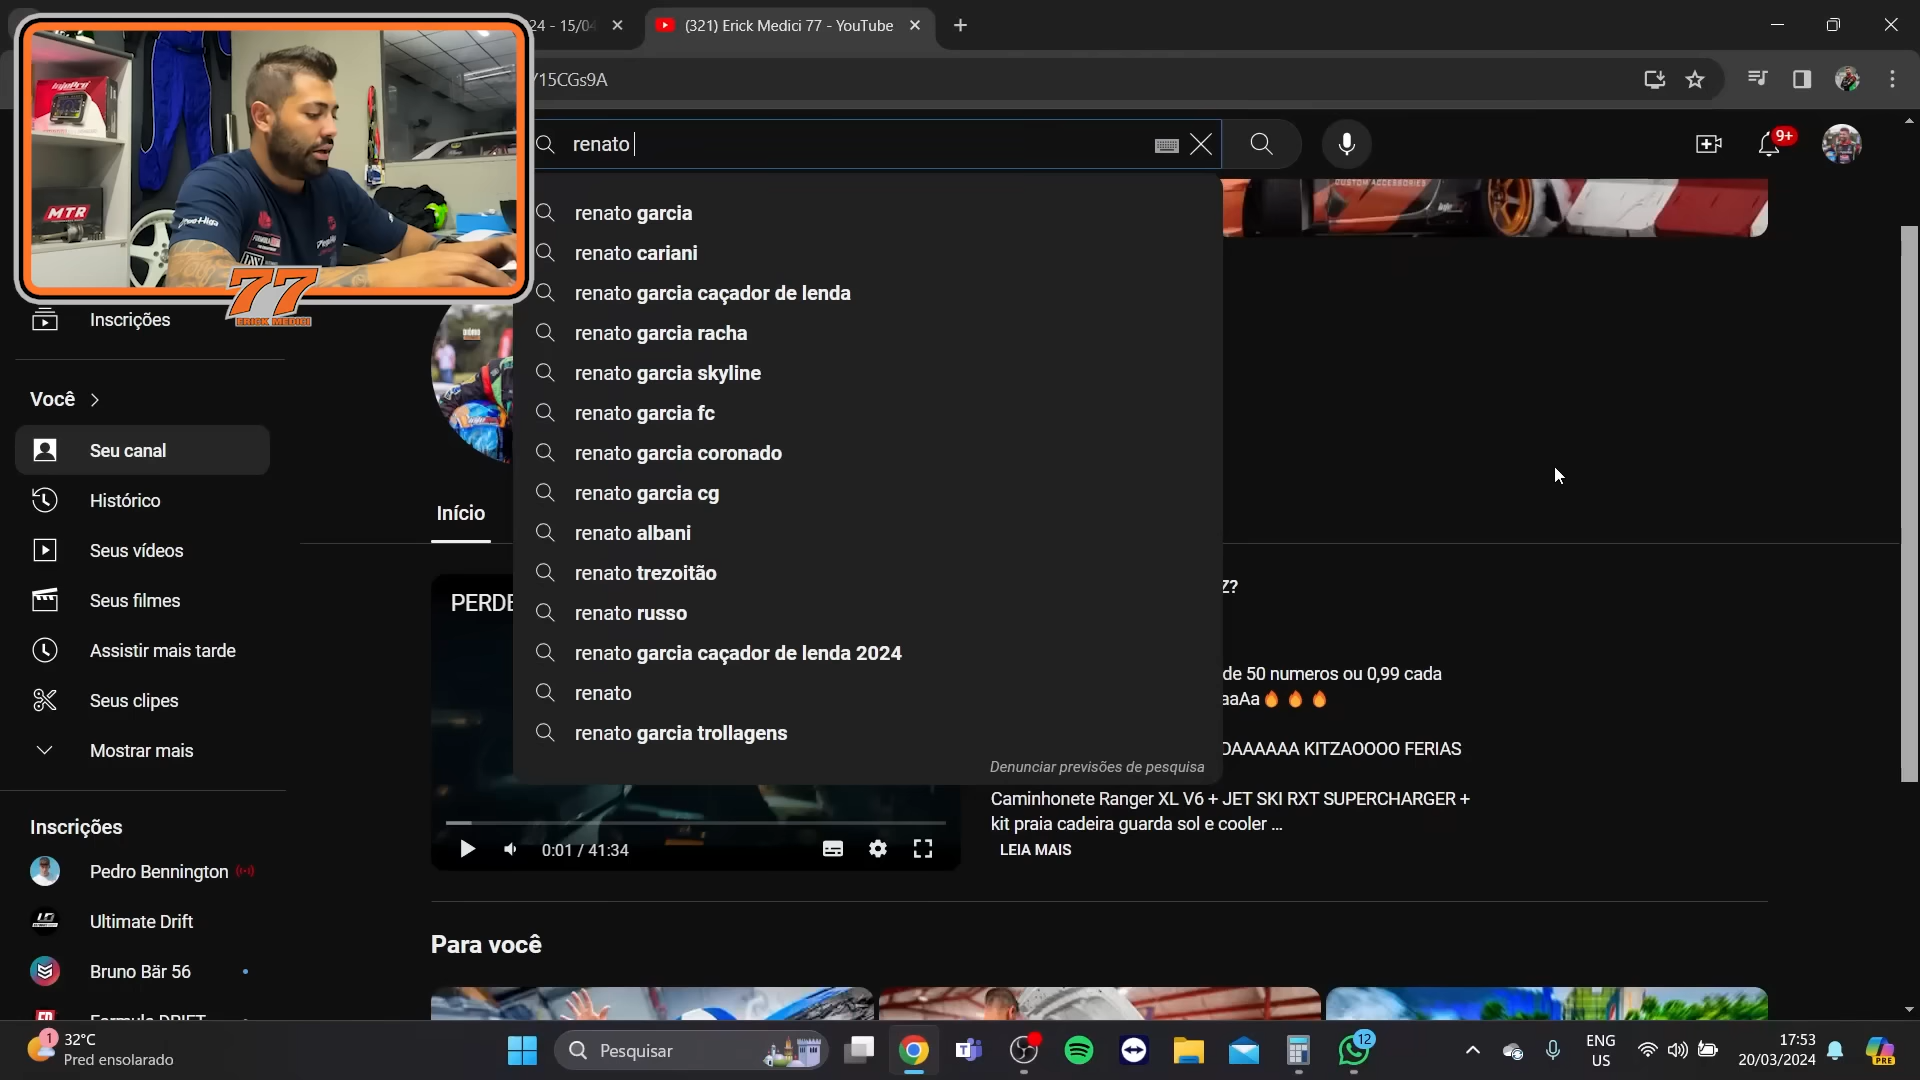 24 - 15/04
(321) Erick Medici 77 - YouTube
/15CGs9A
renato
9+
renato garcia
renato cariani
renato garcia caçador de lenda
renato garcia racha
renato garcia skyline
renato garcia fc
renato garcia coronado
renato garcia cg
renato albani
renato trezoitão
renato russo
renato garcia caçador de lenda 2024
renato
renato garcia trollagens
Denunciar previsões de pesquisa
MTR
77
ERICK MEDICI
CUSTOM ACCESSORIES
Inscrições
Você
Seu canal
Histórico
Seus vídeos
Seus filmes
Assistir mais tarde
Seus clipes
Mostrar mais
Inscrições
Pedro Bennington
Ultimate Drift
Bruno Bär 56
Formula DRIFT
Início
PERDE
0:01 / 41:34
Z?
de 50 numeros ou 0,99 cada
aaAa🔥 🔥 🔥
DAAAAAA KITZAOOOO FERIAS
Caminhonete Ranger XL V6 + JET SKI RXT SUPERCHARGER +
kit praia cadeira guarda sol e cooler ...
LEIA MAIS
Para você
1
32°C
Pred ensolarado
Pesquisar
12
ENG
US
17:53
20/03/2024
PRE